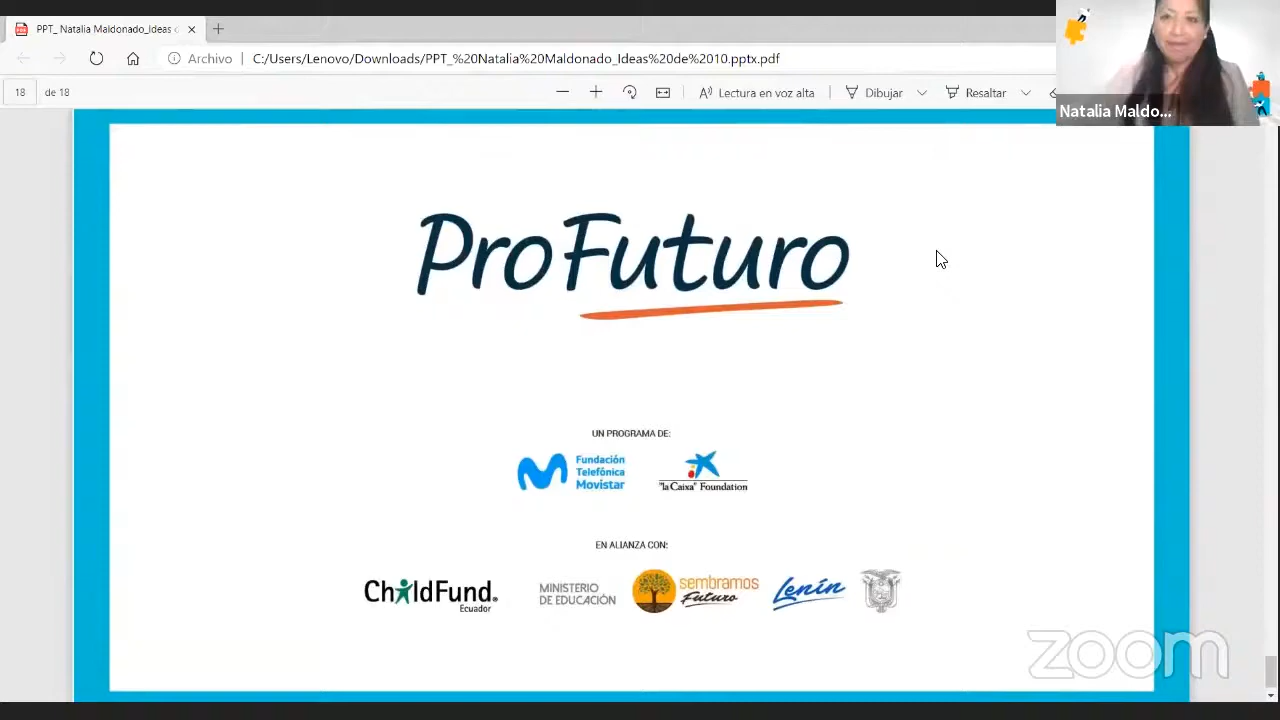 PPT_ Natalia Maldonado_Ideas d
Archivo
C:/Users/Lenovo/Downloads/PPT_%20Natalia%20Maldonado_Ideas%20de%2010.pptx.pdf
18 de 18
Lectura en voz alta
Dibujar
Resaltar
Natalia Maldo...
ProFuturo
UN PROGRAMA DE:
Fundación
Telefónica
Movistar
"la Caixa" Foundation
EN ALIANZA CON:
ChildFund®
Ecuador
MINISTERIO
DE EDUCACIÓN
sembramos
Futuro
Lenín
zoom